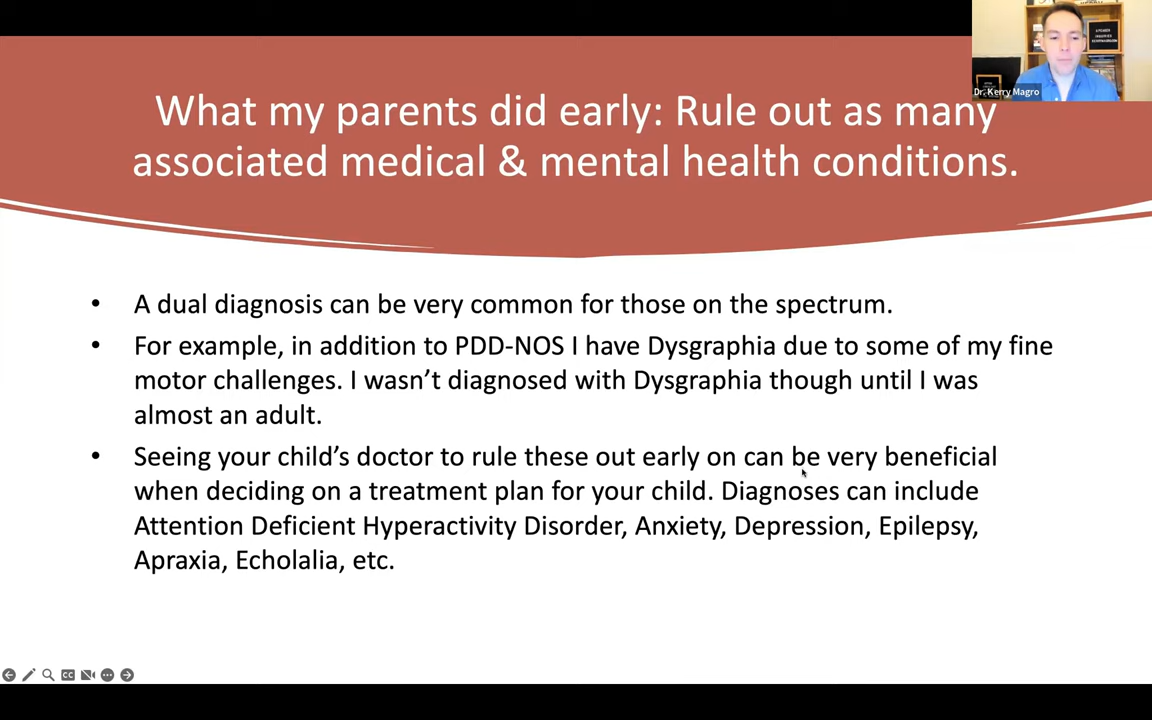 Dr. Kerry Magro
What my parents did early: Rule out as many
associated medical & mental health conditions.
• A dual diagnosis can be very common for those on the spectrum.
• For example, in addition to PDD-NOS I have Dysgraphia due to some of my fine
motor challenges. I wasn't diagnosed with Dysgraphia though until I was
almost an adult.
• Seeing your child's doctor to rule these out early on can be very beneficial
when deciding on a treatment plan for your child. Diagnoses can include
Attention Deficient Hyperactivity Disorder, Anxiety, Depression, Epilepsy,
Apraxia, Echolalia, etc.
CC